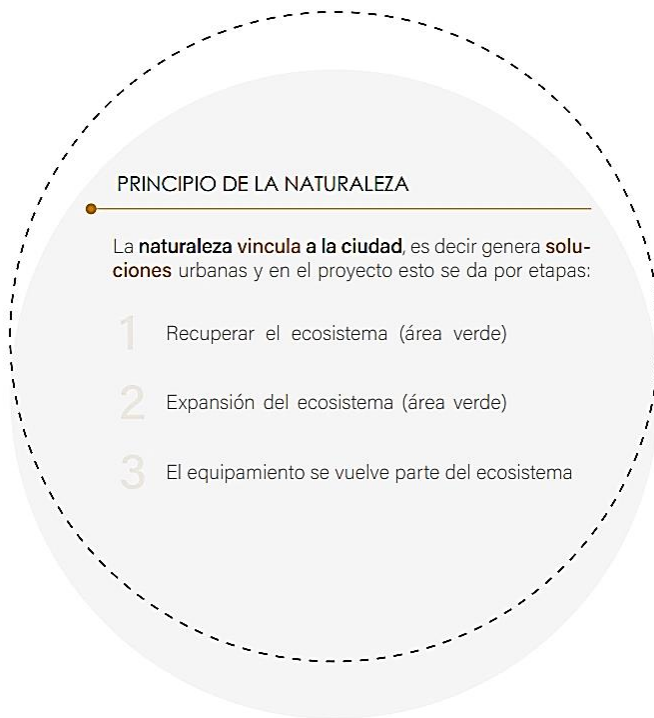 PRINCIPIO DE LA NATURALEZA
La naturaleza vincula a la ciudad, es decir genera solu-
ciones urbanas y en el proyecto esto se da por etapas:
1 Recuperar el ecosistema (área verde)
2 Expansión del ecosistema (área verde)
3 El equipamiento se vuelve parte del ecosistema